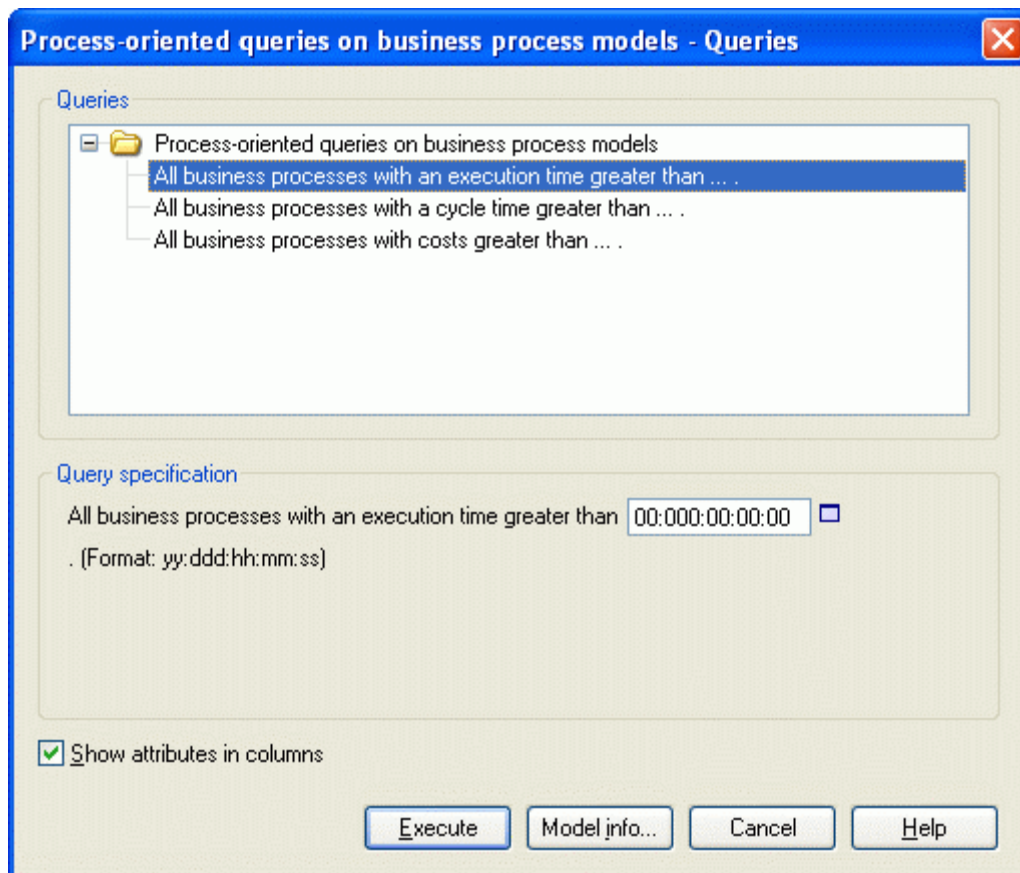 Process-oriented queries on business process models - Queries
Queries
Process-oriented queries on business process models
All business processes with an execution time greater than ... .
All business processes with a cycle time greater than ... .
All business processes with costs greater than ... .
Query specification
All business processes with an execution time greater than 00:000:00:00:00
. (Format: yy:ddd:hh:mm:ss)
Show attributes in columns
Execute Model info... Cancel Help